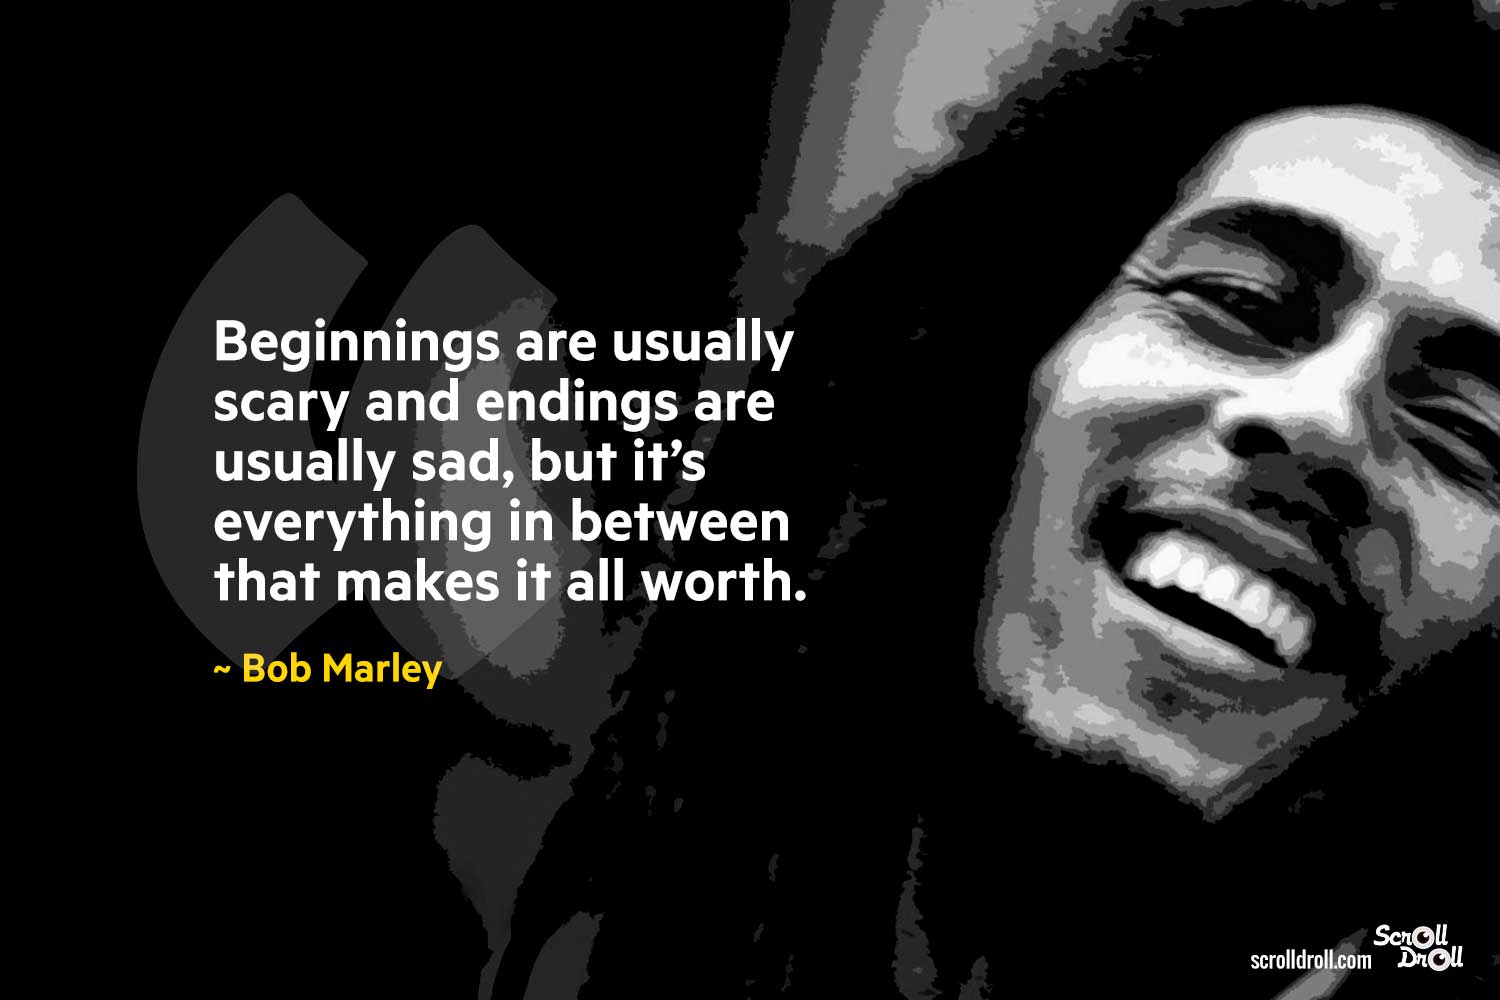 Beginnings are usually
scary and endings are
usually sad, but it’s
everything in between
that makes it all worth.
~ Bob Marley
scrolldroll.com
Scroll
Droll